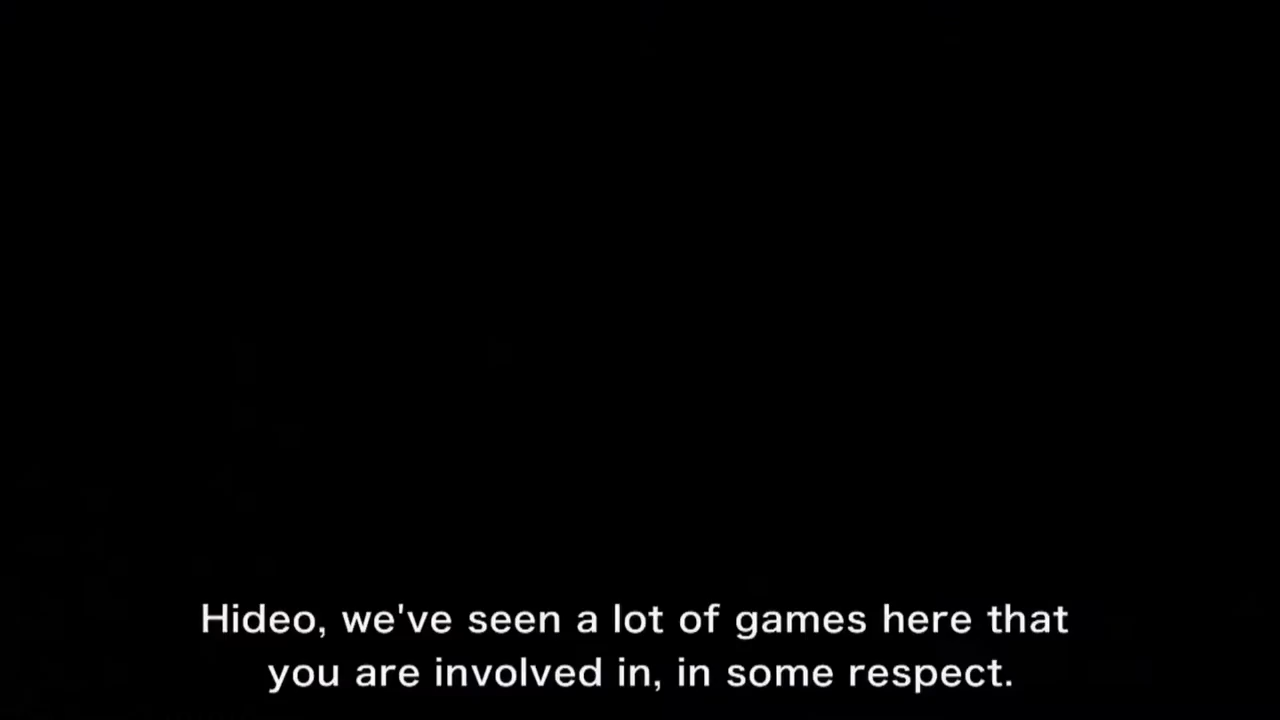 Hideo, we've seen a lot of games here that
you are involved in, in some respect.